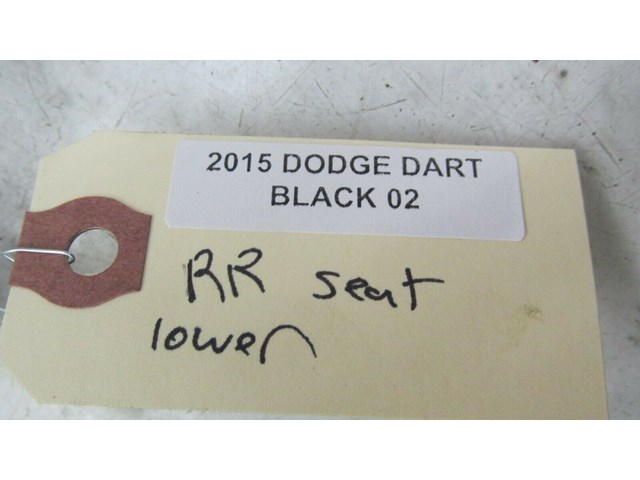 2015 DODGE DART
BLACK 02
RR seat
lower